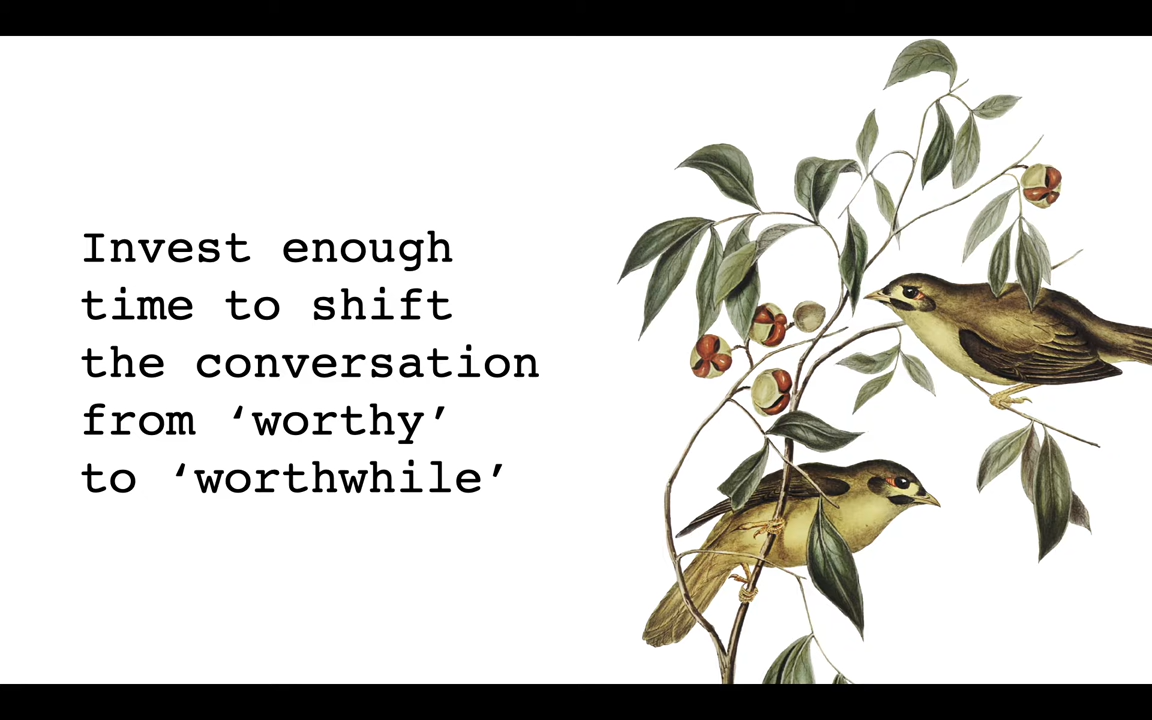 Invest enough
time to shift
the conversation
from ‘worthy’
to ‘worthwhile’